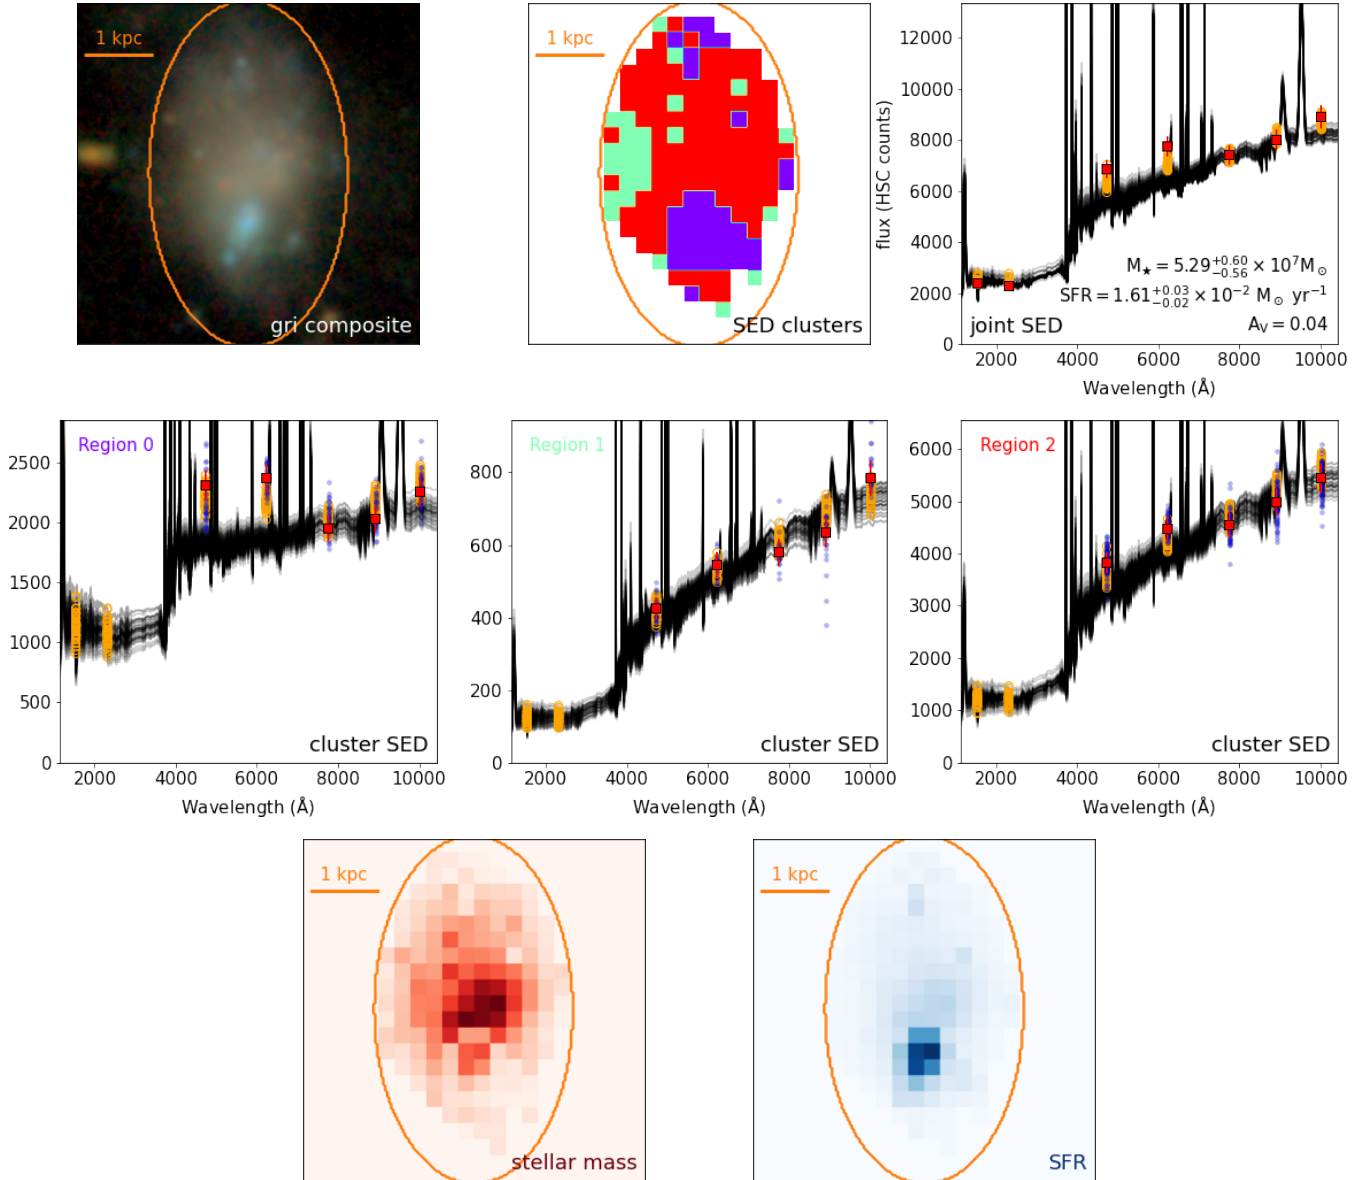 1 kpc
gri composite
1 kpc
SED clusters
flux (HSC counts)
12000
10000
8000
6000
4000
2000
0
M★ = 5.29 +0.60 −0.56 × 10⁷ M⊙
SFR = 1.61 +0.03 −0.02 × 10⁻² M⊙ yr⁻¹
A_V = 0.04
joint SED
2000 4000 6000 8000 10000
Wavelength (Å)
Region 0
2500
2000
1500
1000
500
0
cluster SED
2000 4000 6000 8000 10000
Wavelength (Å)
Region 1
800
600
400
200
0
cluster SED
2000 4000 6000 8000 10000
Wavelength (Å)
Region 2
6000
5000
4000
3000
2000
1000
0
cluster SED
2000 4000 6000 8000 10000
Wavelength (Å)
1 kpc
stellar mass
1 kpc
SFR